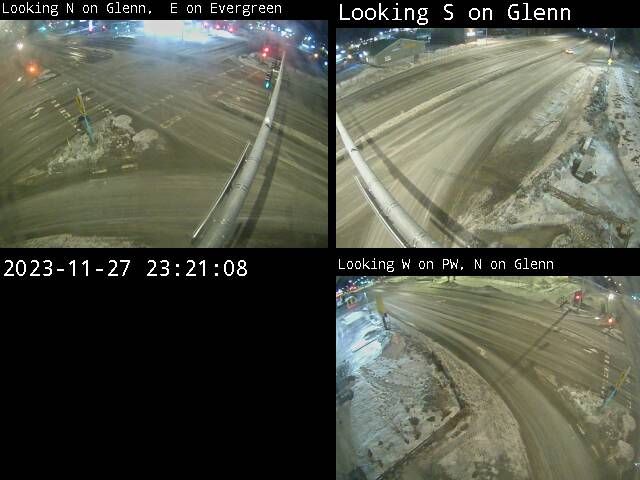 Looking N on Glenn,  E on Evergreen
Looking S on Glenn
2023-11-27 23:21:08
Looking W on PW, N on Glenn